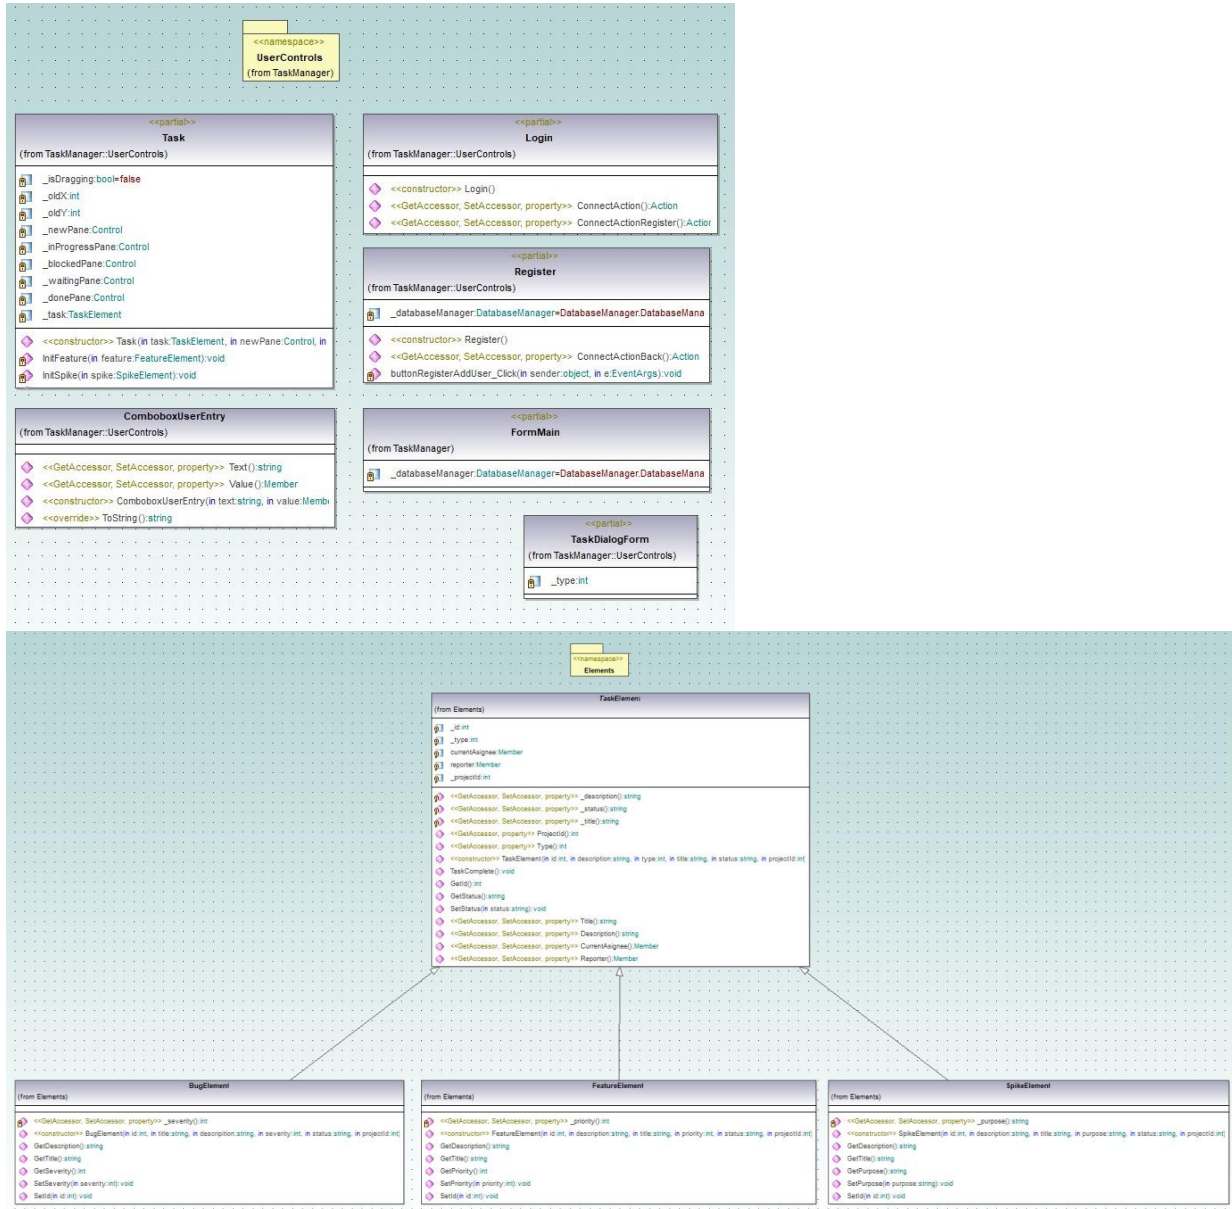 <<namespace>>
UserControls
(from TaskManager)
<<partial>>
Task
(from TaskManager::UserControls)
_isDragging:bool=false
_oldX:int
_oldY:int
_newPane:Control
_inProgressPane:Control
_blockedPane:Control
_waitingPane:Control
_donePane:Control
_task:TaskElement
<<constructor>> Task(in task:TaskElement, in newPane:Control, in
InitFeature(in feature:FeatureElement):void
InitSpike(in spike:SpikeElement):void
<<partial>>
Login
(from TaskManager::UserControls)
<<constructor>> Login()
<<GetAccessor, SetAccessor, property>> ConnectAction():Action
<<GetAccessor, SetAccessor, property>> ConnectActionRegister():Action
<<partial>>
Register
(from TaskManager::UserControls)
_databaseManager:DatabaseManager=DatabaseManager.DatabaseMana
<<constructor>> Register()
<<GetAccessor, SetAccessor, property>> ConnectActionBack():Action
buttonRegisterAddUser_Click(in sender:object, in e:EventArgs):void
ComboboxUserEntry
(from TaskManager::UserControls)
<<GetAccessor, SetAccessor, property>> Text():string
<<GetAccessor, SetAccessor, property>> Value():Member
<<constructor>> ComboboxUserEntry(in text:string, in value:Membe
<<override>> ToString():string
<<partial>>
FormMain
(from TaskManager)
_databaseManager:DatabaseManager=DatabaseManager.DatabaseMana
<<partial>>
TaskDialogForm
(from TaskManager::UserControls)
_type:int
<<namespace>>
Elements
TaskElement
(from Elements)
_id:int
_type:int
currentAsignee:Member
reporter:Member
_projectId:int
<<GetAccessor, SetAccessor, property>> _description():string
<<GetAccessor, SetAccessor, property>> _status():string
<<GetAccessor, SetAccessor, property>> _title():string
<<GetAccessor, property>> ProjectId():int
<<GetAccessor, property>> Type():int
<<constructor>> TaskElement(in id:int, in description:string, in type:int, in title:string, in status:string, in projectId:int
TaskComplete():void
GetId():int
GetStatus():string
SetStatus(in status:string):void
<<GetAccessor, SetAccessor, property>> Title():string
<<GetAccessor, SetAccessor, property>> Description():string
<<GetAccessor, SetAccessor, property>> CurrentAsignee():Member
<<GetAccessor, SetAccessor, property>> Reporter():Member
BugElement
(from Elements)
<<GetAccessor, SetAccessor, property>> _severity():int
<<constructor>> BugElement(in id:int, in title:string, in description:string, in severity:int, in status:string, in projectId:int)
GetDescription():string
GetTitle():string
GetSeverity():int
SetSeverity(in severity:int):void
SetId(in id:int):void
FeatureElement
(from Elements)
<<GetAccessor, SetAccessor, property>> _priority():int
<<constructor>> FeatureElement(in id:int, in description:string, in title:string, in priority:int, in status:string, in projectId:int)
GetDescription():string
GetTitle():string
GetPriority():int
SetPriority(in priority:int):void
SetId(in id:int):void
SpikeElement
(from Elements)
<<GetAccessor, SetAccessor, property>> _purpose():string
<<constructor>> SpikeElement(in id:int, in description:string, in title:string, in purpose:string, in status:string, in projectId:int)
GetDescription():string
GetTitle():string
GetPurpose():string
SetPurpose(in purpose:string):void
SetId(in id:int):void